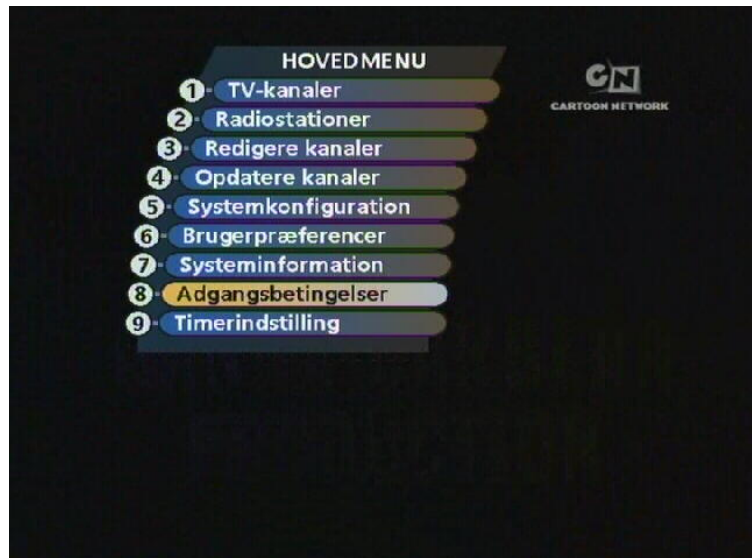 HOVEDMENU
1 TV-kanaler
2 Radiostationer
3 Redigere kanaler
4 Opdatere kanaler
5 Systemkonfiguration
6 Brugerpræferencer
7 Systeminformation
8 Adgangsbetingelser
9 Timerindstilling
CN
CARTOON NETWORK